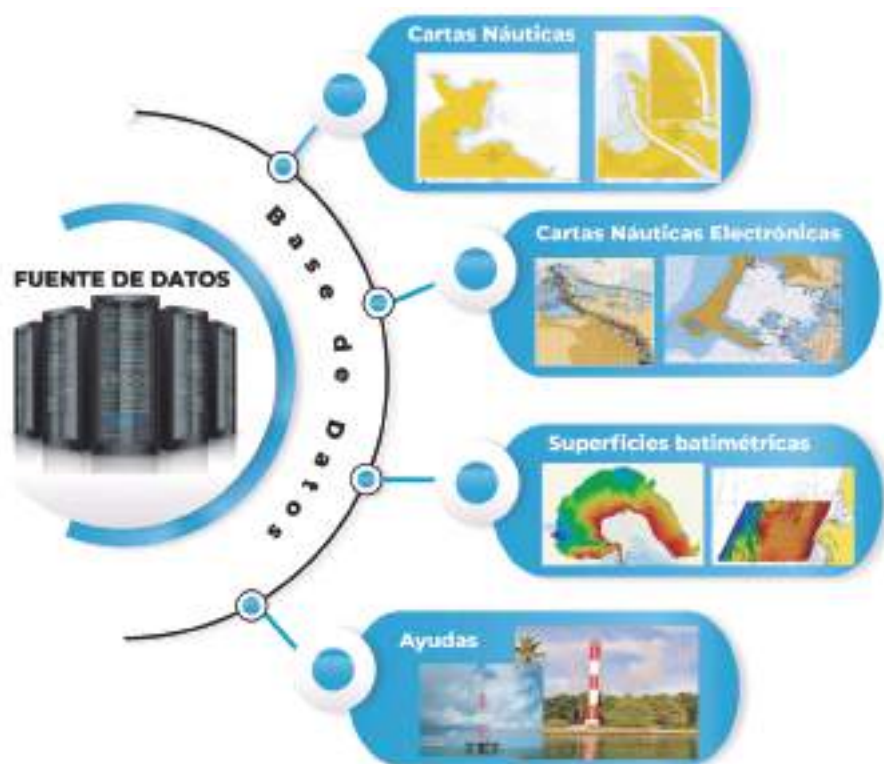 Cartas Náuticas
Base de Datos
Cartas Náuticas Electrónicas
FUENTE DE DATOS
Superficies batimétricas
Ayudas